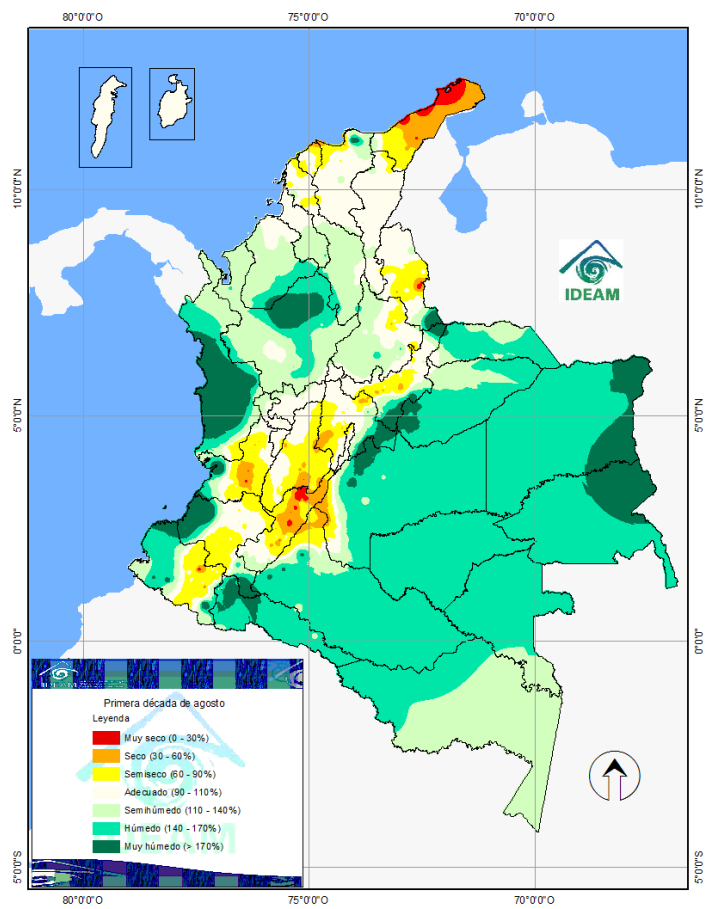 80°0'0"O 75°0'0"O 70°0'0"O
10°0'0"N 10°0'0"N
IDEAM
5°0'0"N 5°0'0"N
0°0'0" 0°0'0"
IDEAM
Primera década de agosto
Leyenda
Muy seco (0 - 30%)
Seco (30 - 60%)
Semiseco (60 - 90%)
Adecuado (90 - 110%)
Semihúmedo (110 - 140%)
Húmedo (140 - 170%)
Muy húmedo (> 170%)
IDEAM
5°0'0"S 5°0'0"S
80°0'0"O 75°0'0"O 70°0'0"O